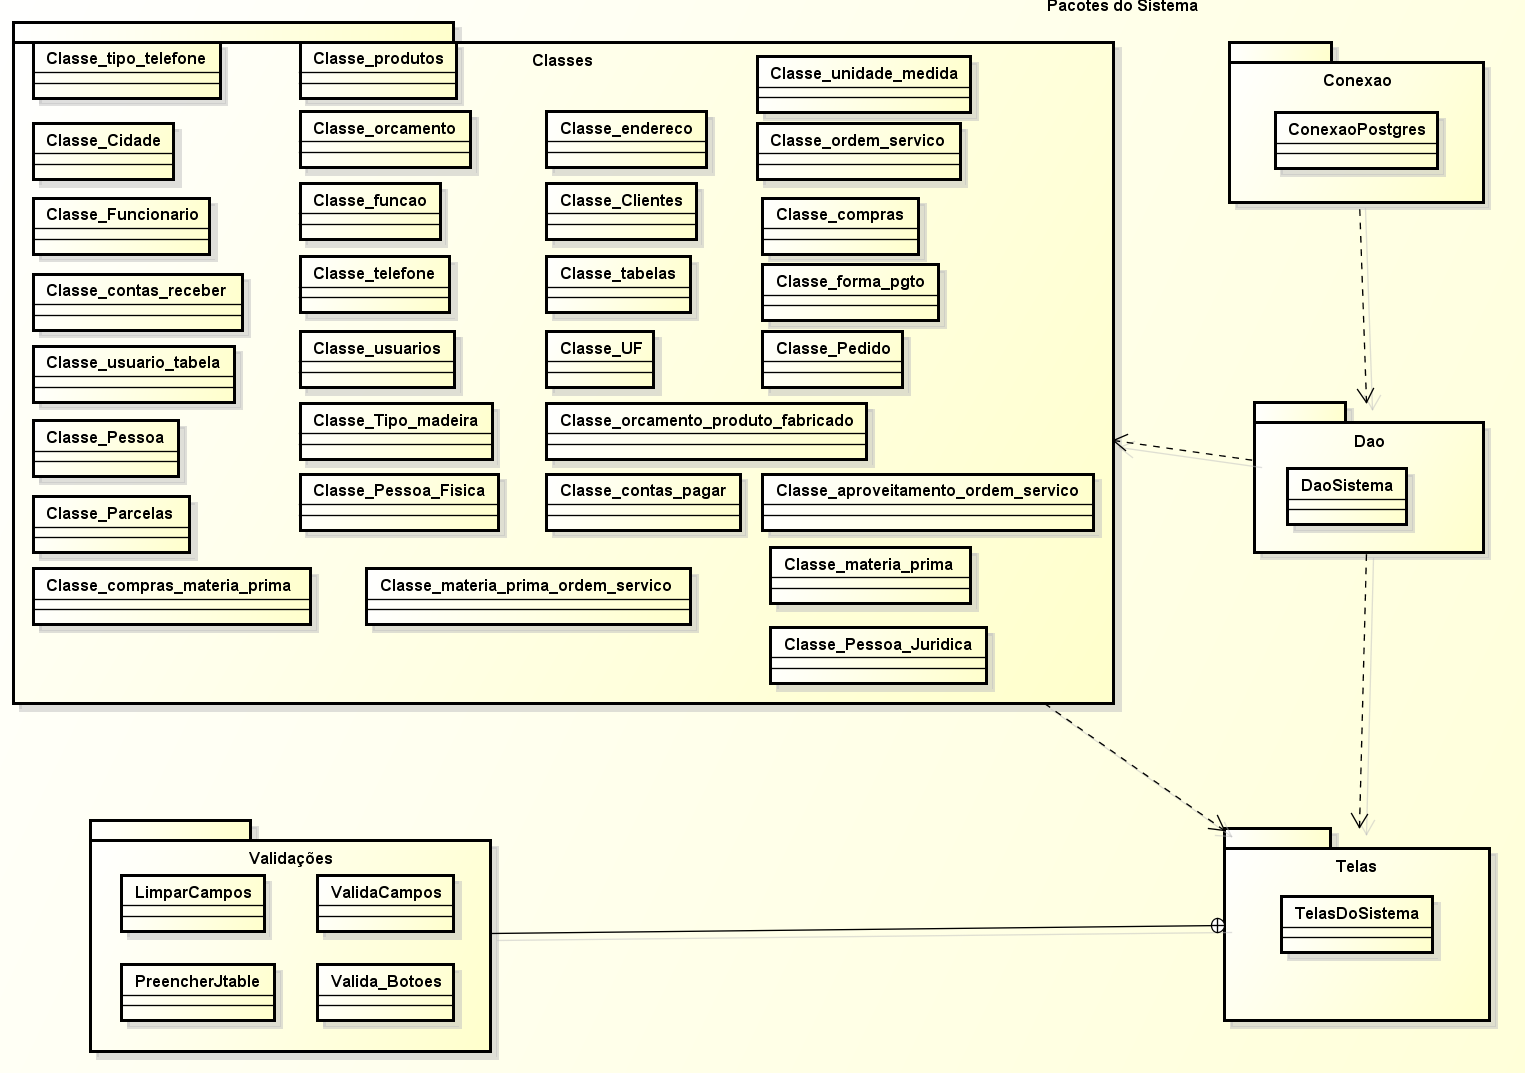 Pacotes do Sistema
Classes
Classe_tipo_telefone
Classe_produtos
Classe_unidade_medida
Classe_Cidade
Classe_orcamento
Classe_endereco
Classe_ordem_servico
Classe_Funcionario
Classe_funcao
Classe_Clientes
Classe_compras
Classe_contas_receber
Classe_telefone
Classe_tabelas
Classe_forma_pgto
Classe_usuario_tabela
Classe_usuarios
Classe_UF
Classe_Pedido
Classe_Pessoa
Classe_Tipo_madeira
Classe_orcamento_produto_fabricado
Classe_Parcelas
Classe_Pessoa_Fisica
Classe_contas_pagar
Classe_aproveitamento_ordem_servico
Classe_compras_materia_prima
Classe_materia_prima_ordem_servico
Classe_materia_prima
Classe_Pessoa_Juridica
Conexao
ConexaoPostgres
Dao
DaoSistema
Validações
LimparCampos
ValidaCampos
PreencherJtable
Valida_Botoes
Telas
TelasDoSistema